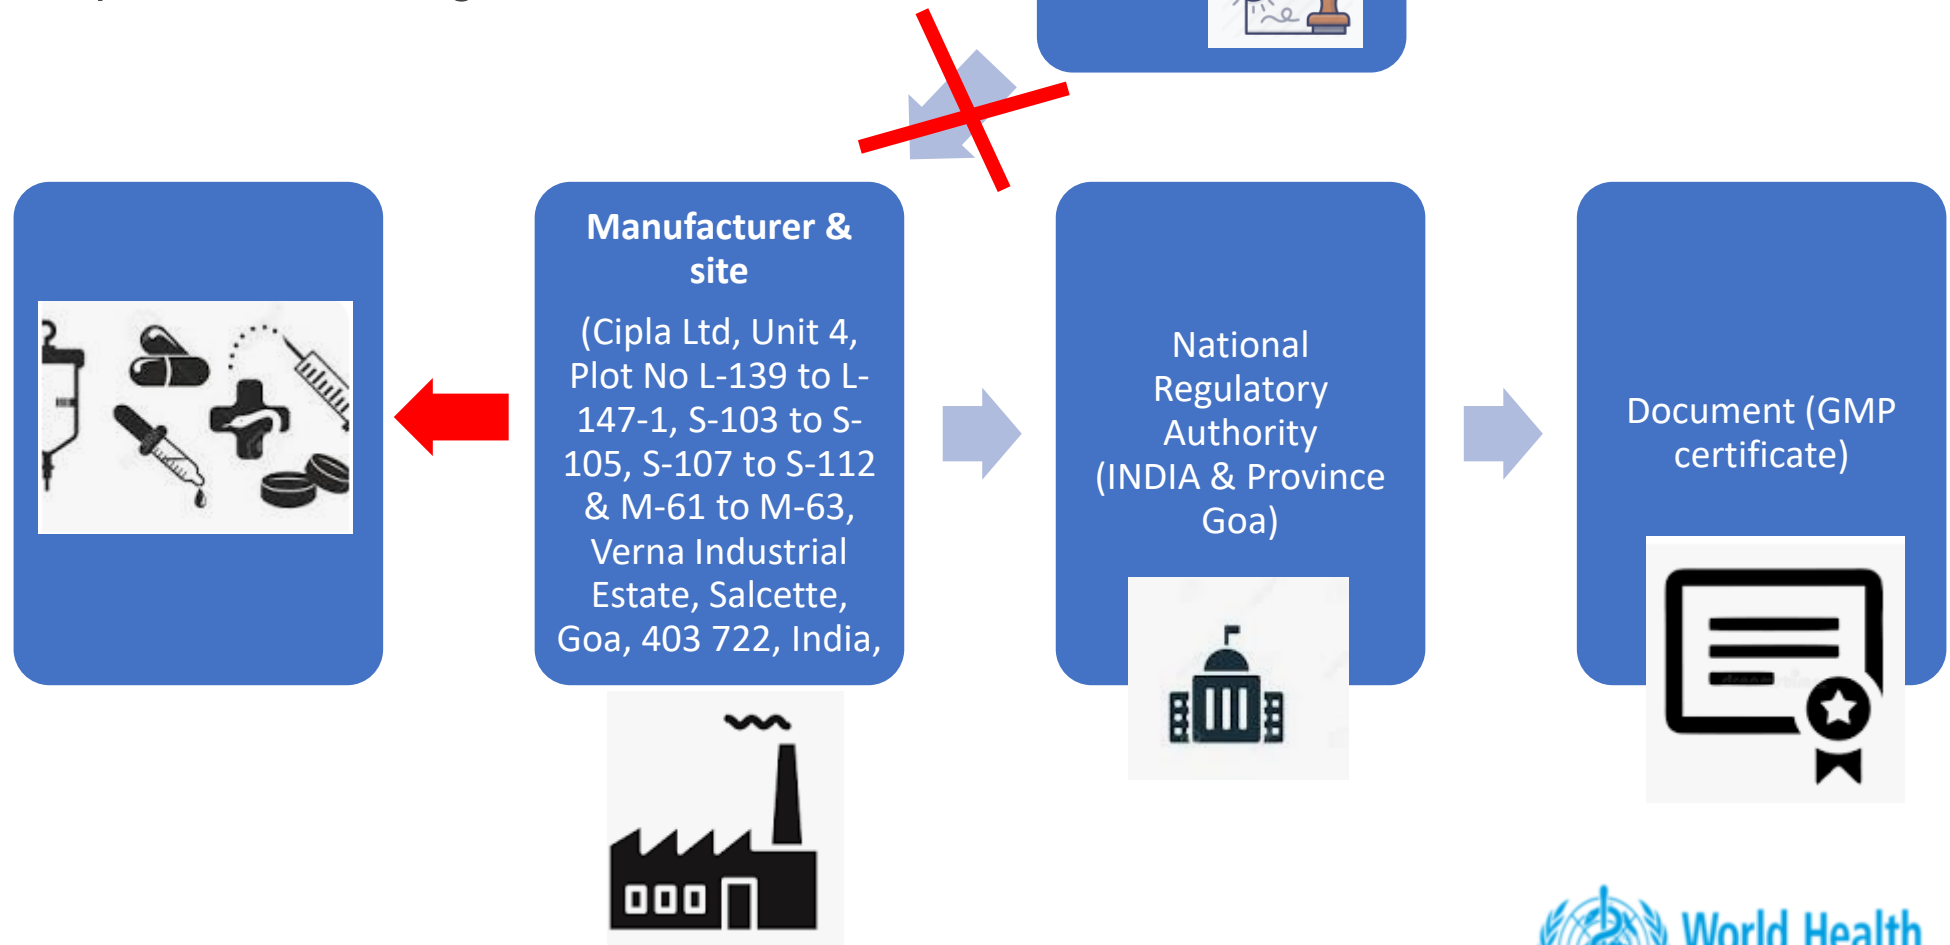 Manufacturer &
site
(Cipla Ltd, Unit 4,
Plot No L-139 to L-
147-1, S-103 to S-
105, S-107 to S-112
& M-61 to M-63,
Verna Industrial
Estate, Salcette,
Goa, 403 722, India,
National
Regulatory
Authority
(INDIA & Province
Goa)
Document (GMP
certificate)
World Health